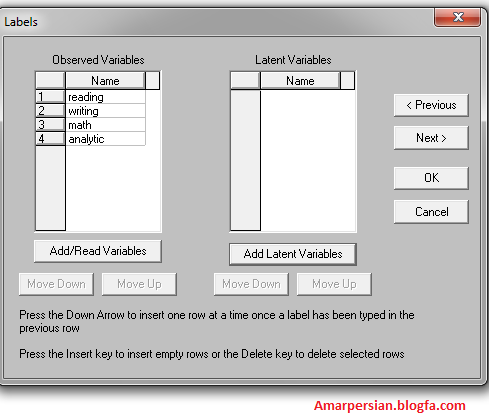 Labels
Observed Variables
Latent Variables
Name
Name
1 reading
2 writing
3 math
4 analytic
< Previous
Next >
OK
Cancel
Add/Read Variables
Add Latent Variables
Move Down
Move Up
Move Down
Move Up
Press the Down Arrow to insert one row at a time once a label has been typed in the
previous row
Press the Insert key to insert empty rows or the Delete key to delete selected rows
Amarpersian.blogfa.com